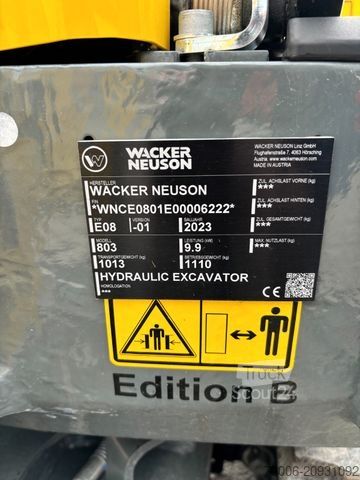 WACKER
NEUSON
WACKER NEUSON Linz GmbH
Flughafenstraße 7, 4063 Hörsching
Austria, www.wackerneuson.com
MADE IN AUSTRIA
HERSTELLER
WACKER NEUSON
FIN
*WNCE0801E00006222*
TYP VERSION BAUJAHR
E08 -01 2023
MODELL LEISTUNG (kW)
803 9.9
TRANSPORTGEWICHT (kg) BETRIEBSGEWICHT (kg)
1013 1110
HYDRAULIC EXCAVATOR
HOMOLOGATION
***
ZUL. ACHSLAST VORNE (kg)
***
ZUL. ACHSLAST HINTEN (kg)
***
ZUL. GESAMTGEWICHT (kg)
***
MAX. NUTZLAST (kg)
***
CE
Edition B
Truck
Scout24
006-20931092